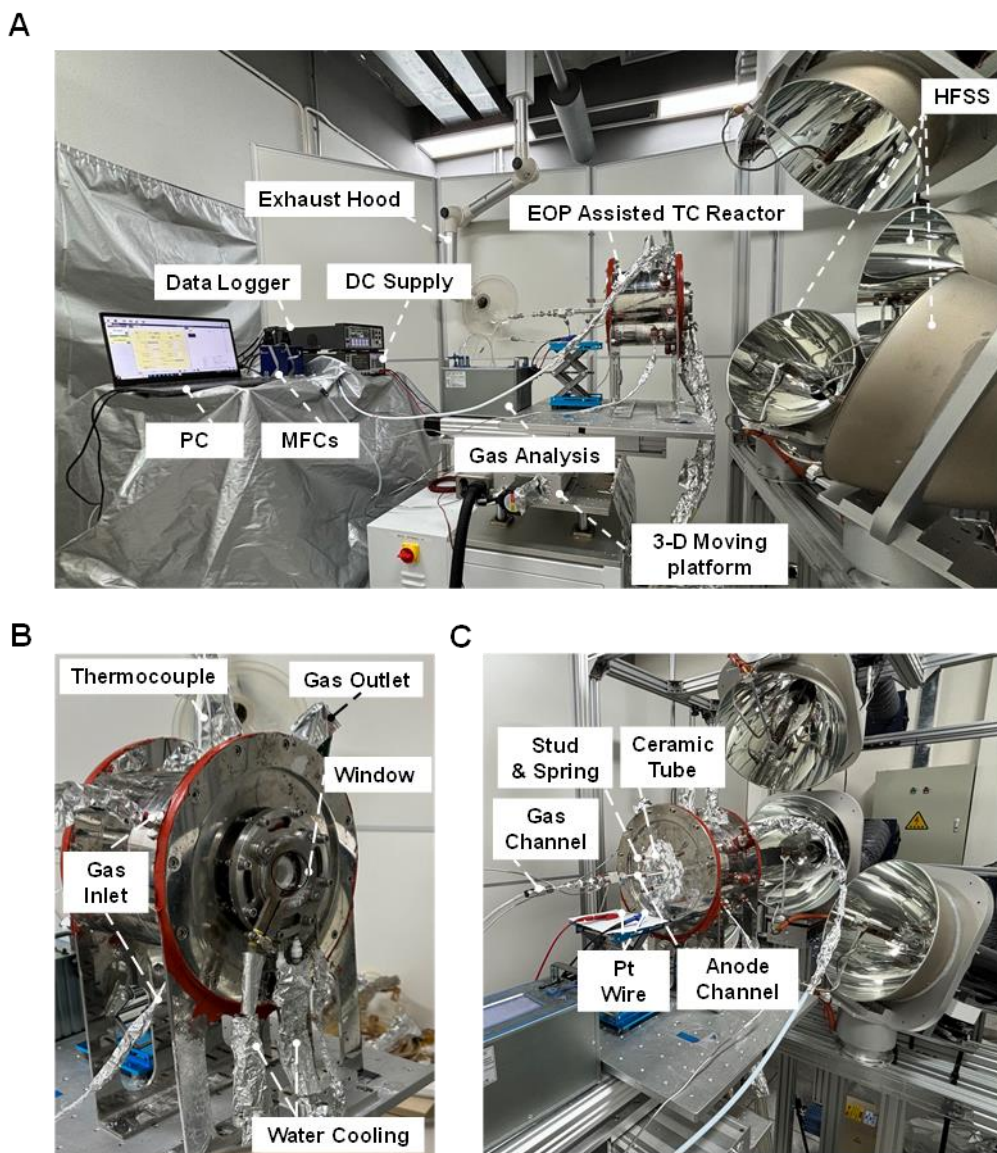 A
HFSS
Exhaust Hood
EOP Assisted TC Reactor
Data Logger
DC Supply
PC
MFCs
Gas Analysis
3-D Moving
platform
B
Thermocouple
Gas Outlet
Window
Gas
Inlet
Water Cooling
C
Stud
& Spring
Ceramic
Tube
Gas
Channel
Pt
Wire
Anode
Channel